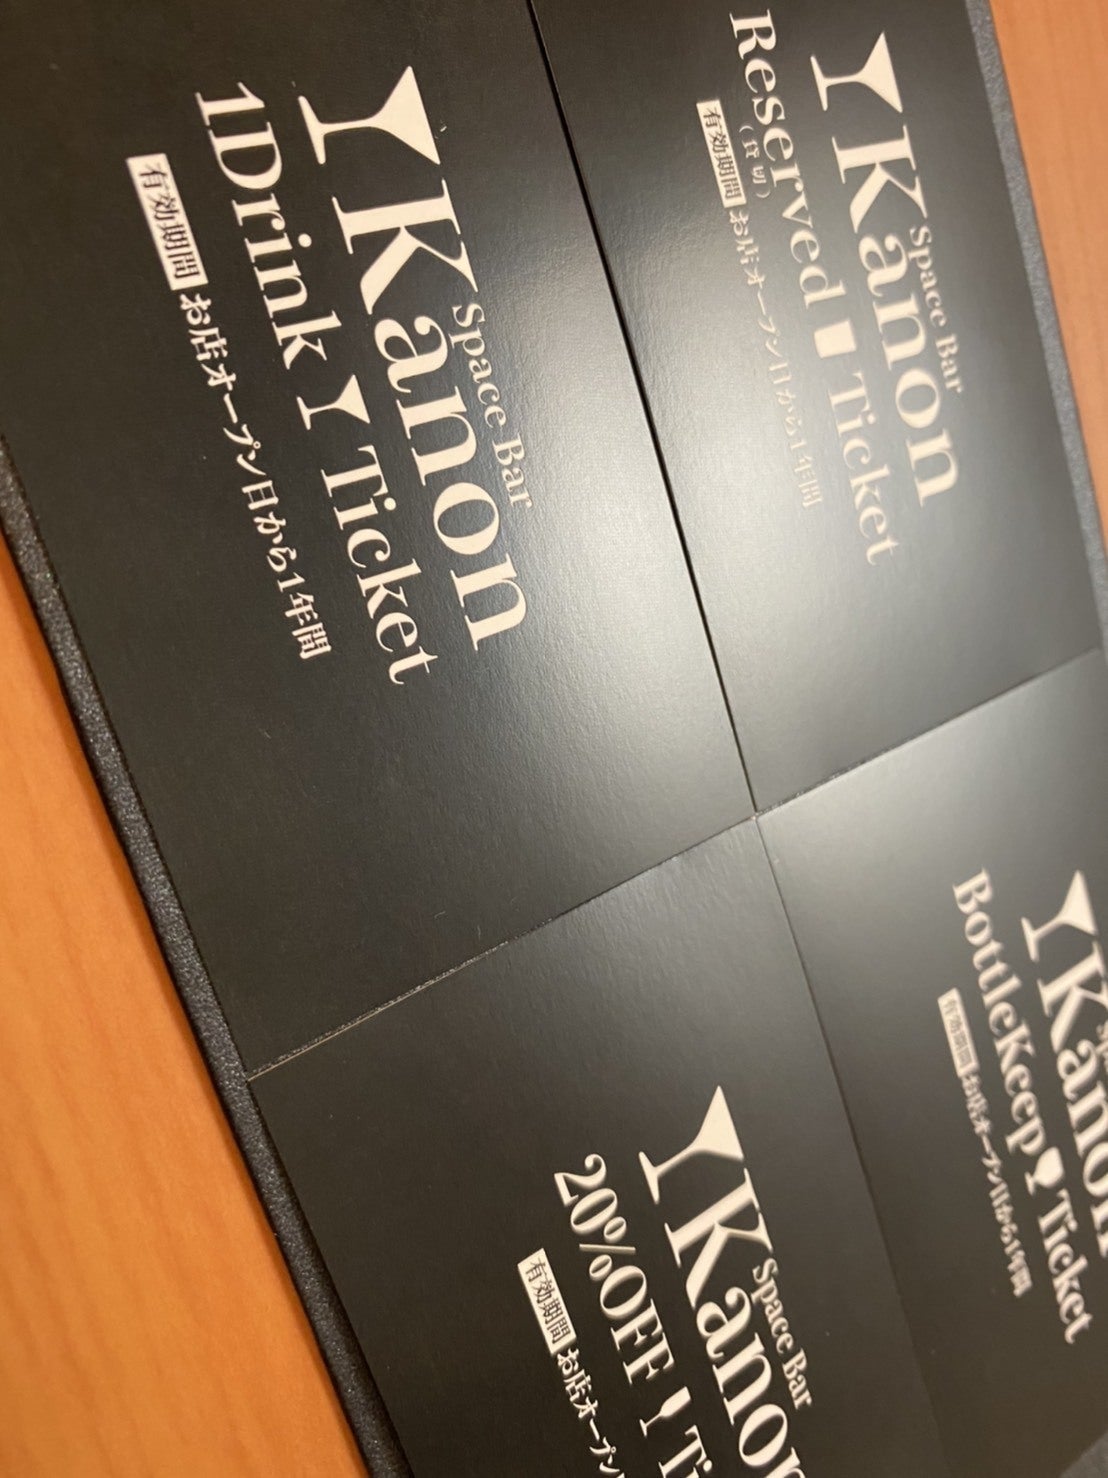 Space Bar
Kanon
1Drink Ticket
有効期間 お店オープン日から1年間
Space Bar
Kanon
Reserved Ticket
(貸切)
有効期間 お店オープン日から1年間
Space Bar
Kanon
20%OFF Ti
有効期間 お店オープン
Sp
Kanon
BottleKeep Ticket
有効期間 お店オープン日から1年間